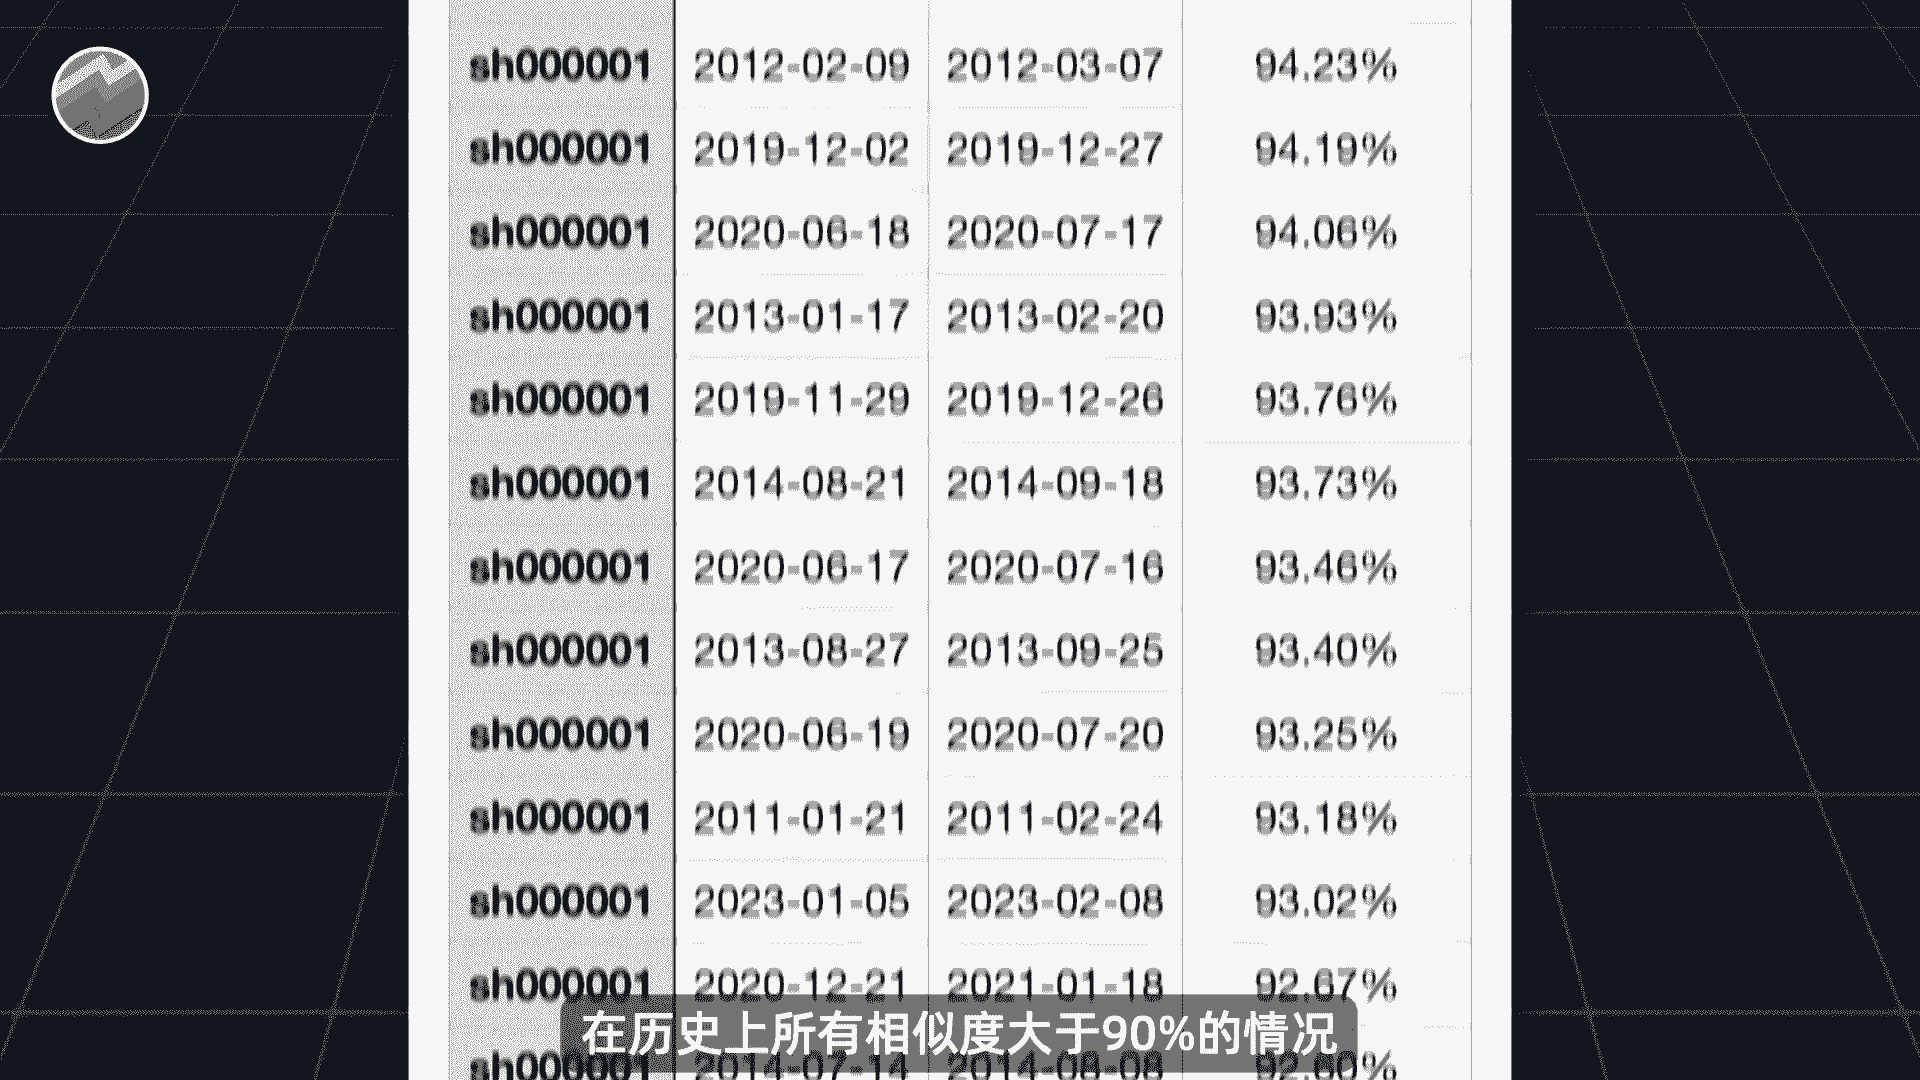 sh000001 2012-02-09 2012-03-07 94.23%
sh000001 2019-12-02 2019-12-27 94.19%
sh000001 2020-06-18 2020-07-17 94.06%
sh000001 2013-01-17 2013-02-20 93.93%
sh000001 2019-11-29 2019-12-26 93.76%
sh000001 2014-08-21 2014-09-18 93.73%
sh000001 2020-06-17 2020-07-16 93.46%
sh000001 2013-08-27 2013-09-25 93.40%
sh000001 2020-06-19 2020-07-20 93.25%
sh000001 2011-01-21 2011-02-24 93.18%
sh000001 2023-01-05 2023-02-08 93.02%
sh000001 2020-12-21 2021-01-18 92.67%
在历史上所有相似度大于90%的情况
sh000001 2014-07-14 2014-08-08 92.60%